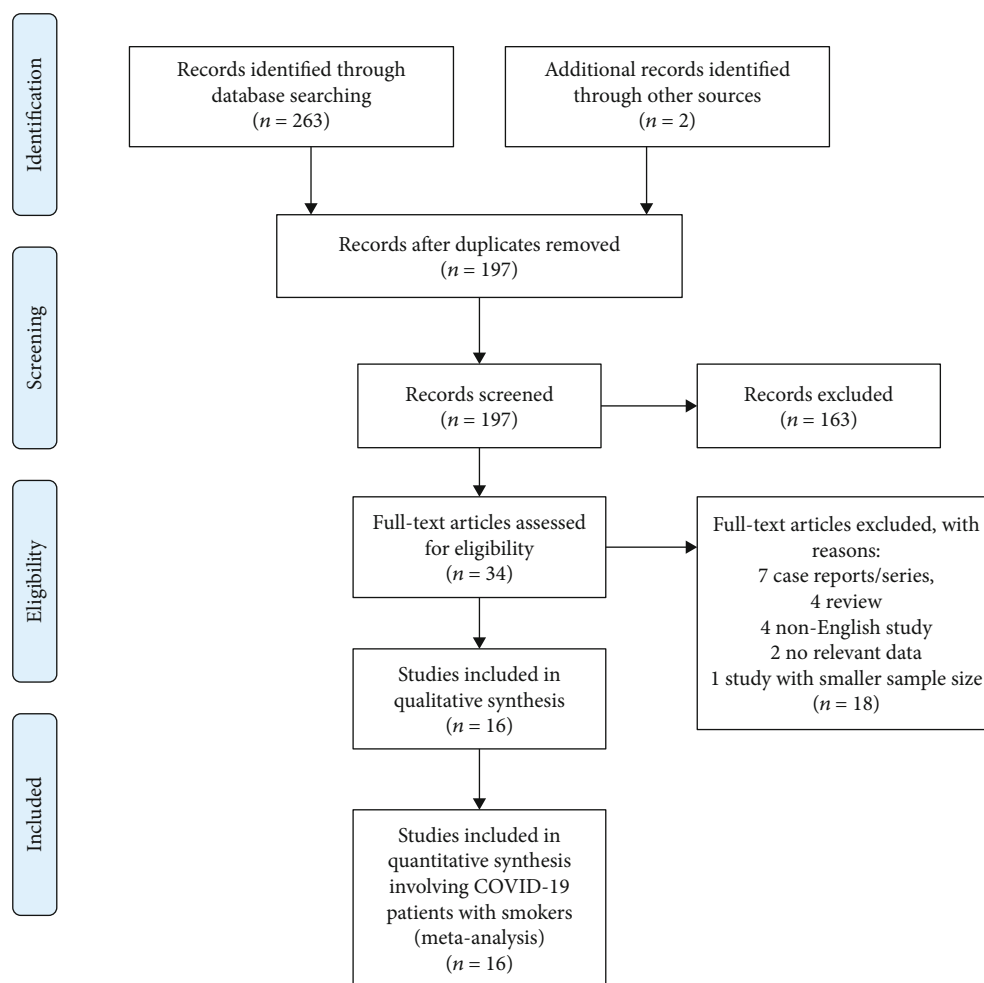 Identification
Records identified through
database searching
(n = 263)
Additional records identified
through other sources
(n = 2)
Records after duplicates removed
(n = 197)
Screening
Records screened
(n = 197)
Records excluded
(n = 163)
Eligibility
Full-text articles assessed
for eligibility
(n = 34)
Full-text articles excluded, with
reasons:
7 case reports/series,
4 review
4 non-English study
2 no relevant data
1 study with smaller sample size
(n = 18)
Studies included in
qualitative synthesis
(n = 16)
Included
Studies included in
quantitative synthesis
involving COVID-19
patients with smokers
(meta-analysis)
(n = 16)